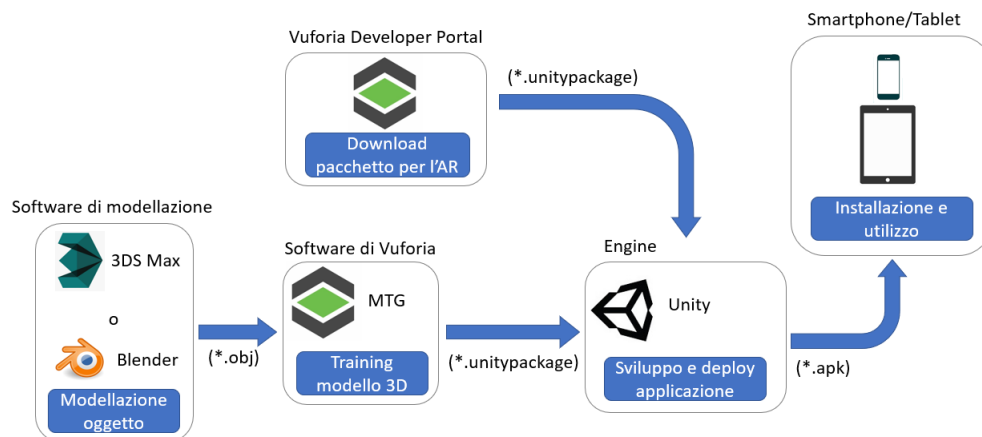 Smartphone/Tablet
Vuforia Developer Portal
(*.unitypackage)
Download
pacchetto per l'AR
Software di modellazione
Installazione e
utilizzo
Software di Vuforia
Engine
3DS Max
MTG
Unity
o
Blender
(*.obj)
Training
modello 3D
(*.unitypackage)
Sviluppo e deploy
applicazione
(*.apk)
Modellazione
oggetto